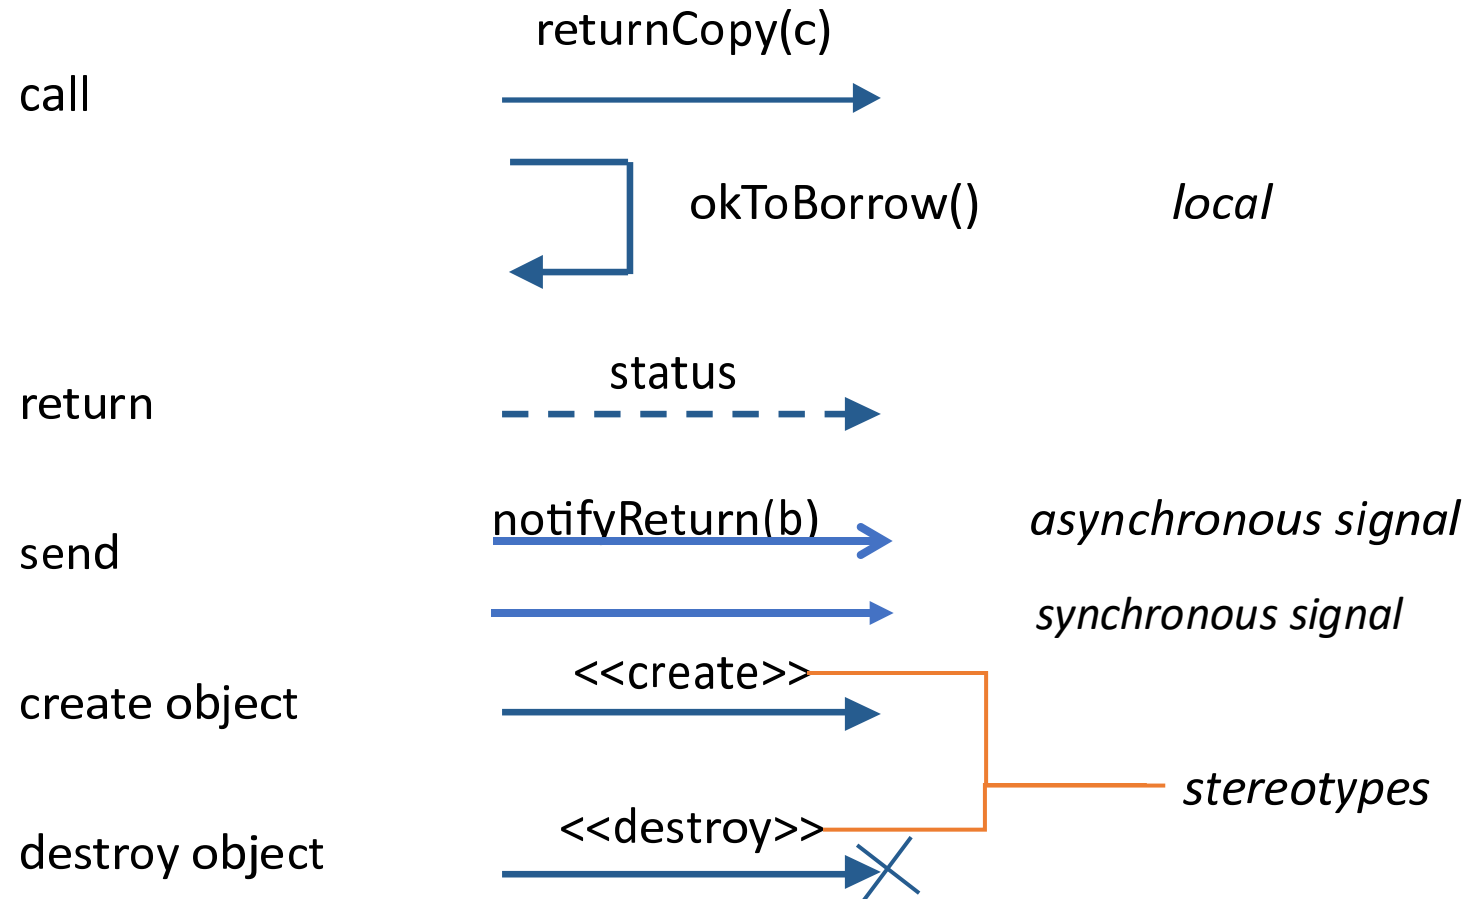 returnCopy(c)
call
okToBorrow() local
status
return
notifyReturn(b) asynchronous signal
send
synchronous signal
<<create>>
create object
stereotypes
<<destroy>>
destroy object